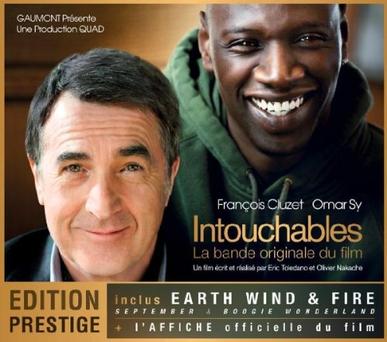 GAUMONT Présente
Une Production QUAD
François Cluzet Omar Sy
Intouchables
La bande originale du film
Un film écrit et réalisé par Eric Toledano et Olivier Nakache
EDITION PRESTIGE
inclus EARTH WIND & FIRE
SEPTEMBER & BOOGIE WONDERLAND
+ l'AFFICHE officielle du film